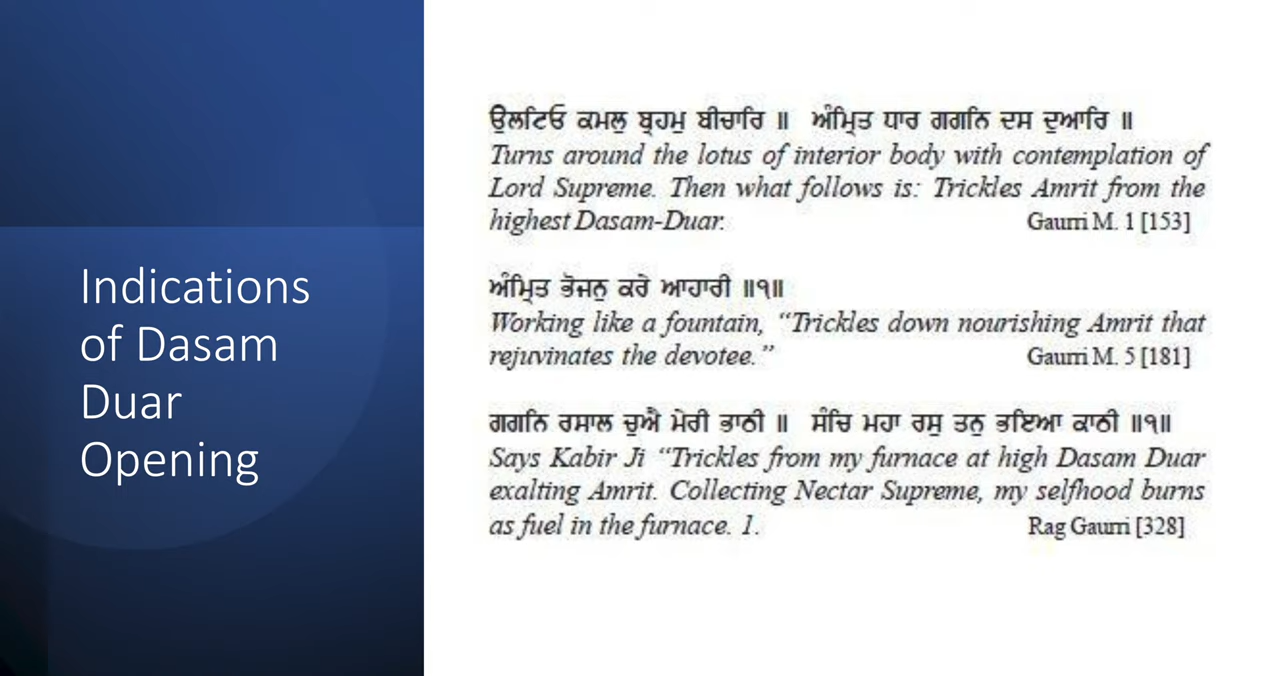 Indications
of Dasam
Duar
Opening
ਉਲਟਿਓ ਕਮਲੁ ਬ੍ਰਹਮੁ ਬੀਚਾਰਿ ॥ ਅੰਮ੍ਰਿਤ ਧਾਰ ਗਗਨਿ ਦਸ ਦੁਆਰਿ ॥
Turns around the lotus of interior body with contemplation of
Lord Supreme. Then what follows is: Trickles Amrit from the
highest Dasam-Duar. Gaurri M. 1 [153]
ਅੰਮ੍ਰਿਤ ਭੋਜਨੁ ਕਰੇ ਆਹਾਰੀ ॥੧॥
Working like a fountain, “Trickles down nourishing Amrit that
rejuvinates the devotee.” Gaurri M. 5 [181]
ਗਗਨਿ ਰਸਾਲ ਚੁਐ ਮੇਰੀ ਭਾਠੀ ॥ ਸੰਚਿ ਮਹਾ ਰਸੁ ਤਨੁ ਭਇਆ ਕਾਠੀ ॥੧॥
Says Kabir Ji “Trickles from my furnace at high Dasam Duar
exalting Amrit. Collecting Nectar Supreme, my selfhood burns
as fuel in the furnace. 1. Rag Gaurri [328]